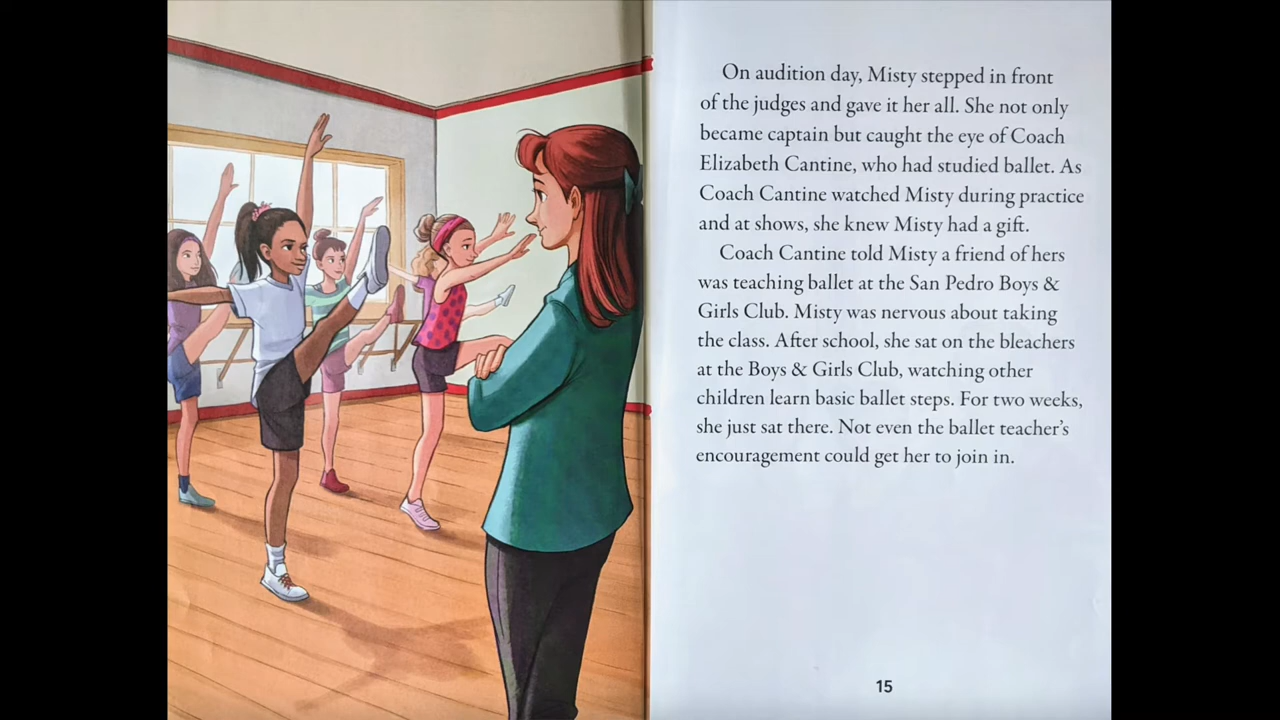 On audition day, Misty stepped in front
of the judges and gave it her all. She not only
became captain but caught the eye of Coach
Elizabeth Cantine, who had studied ballet. As
Coach Cantine watched Misty during practice
and at shows, she knew Misty had a gift.
Coach Cantine told Misty a friend of hers
was teaching ballet at the San Pedro Boys &
Girls Club. Misty was nervous about taking
the class. After school, she sat on the bleachers
at the Boys & Girls Club, watching other
children learn basic ballet steps. For two weeks,
she just sat there. Not even the ballet teacher’s
encouragement could get her to join in.
15